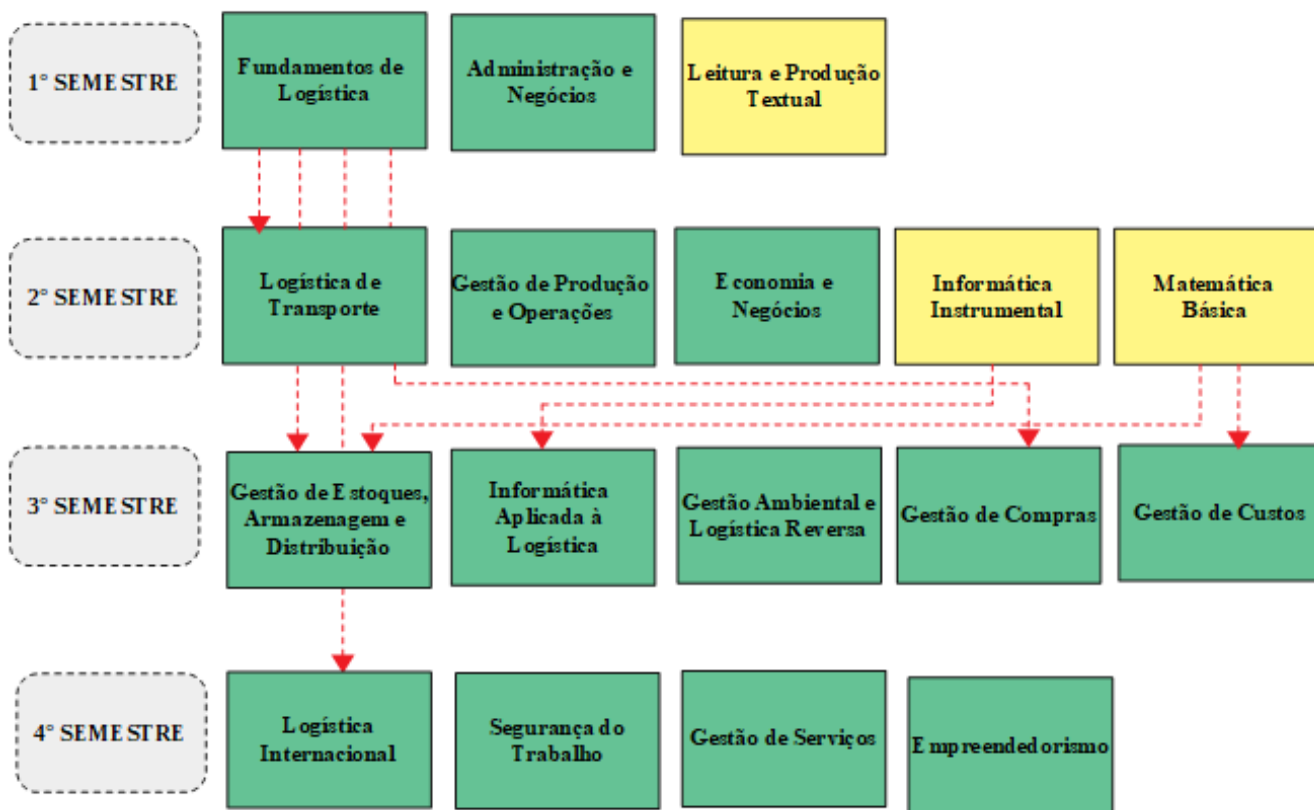 1° SEMESTRE
Fundamentos de
Logística
Administração e
Negócios
Leitura e Produção
Textual
2° SEMESTRE
Logística de
Transporte
Gestão de Produção
e Operações
Economia e
Negócios
Informática
Instrumental
Matemática
Básica
3° SEMESTRE
Gestão de Estoques,
Armazenagem e
Distribuição
Informática
Aplicada à
Logística
Gestão Ambiental e
Logística Reversa
Gestão de Compras
Gestão de Custos
4° SEMESTRE
Logística
Internacional
Segurança do
Trabalho
Gestão de Serviços
Empreendedorismo